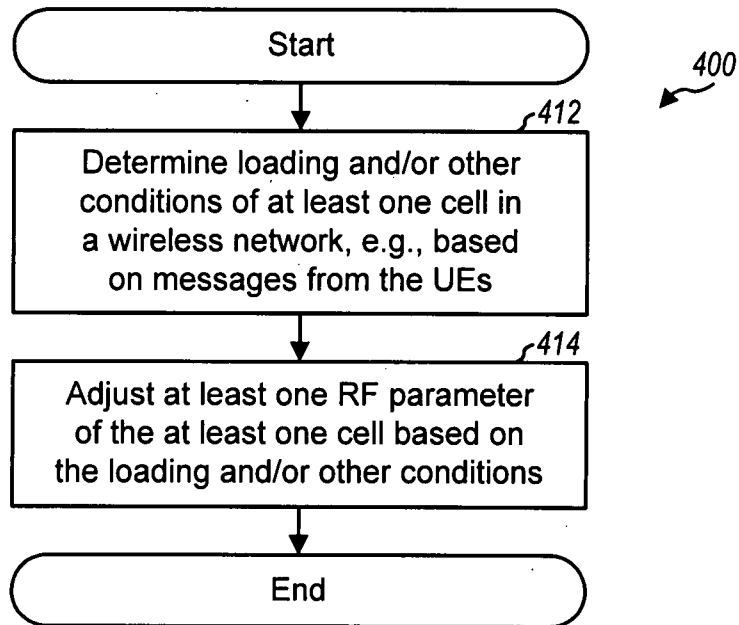 Start
400
412
Determine loading and/or other
conditions of at least one cell in
a wireless network, e.g., based
on messages from the UEs
414
Adjust at least one RF parameter
of the at least one cell based on
the loading and/or other conditions
End